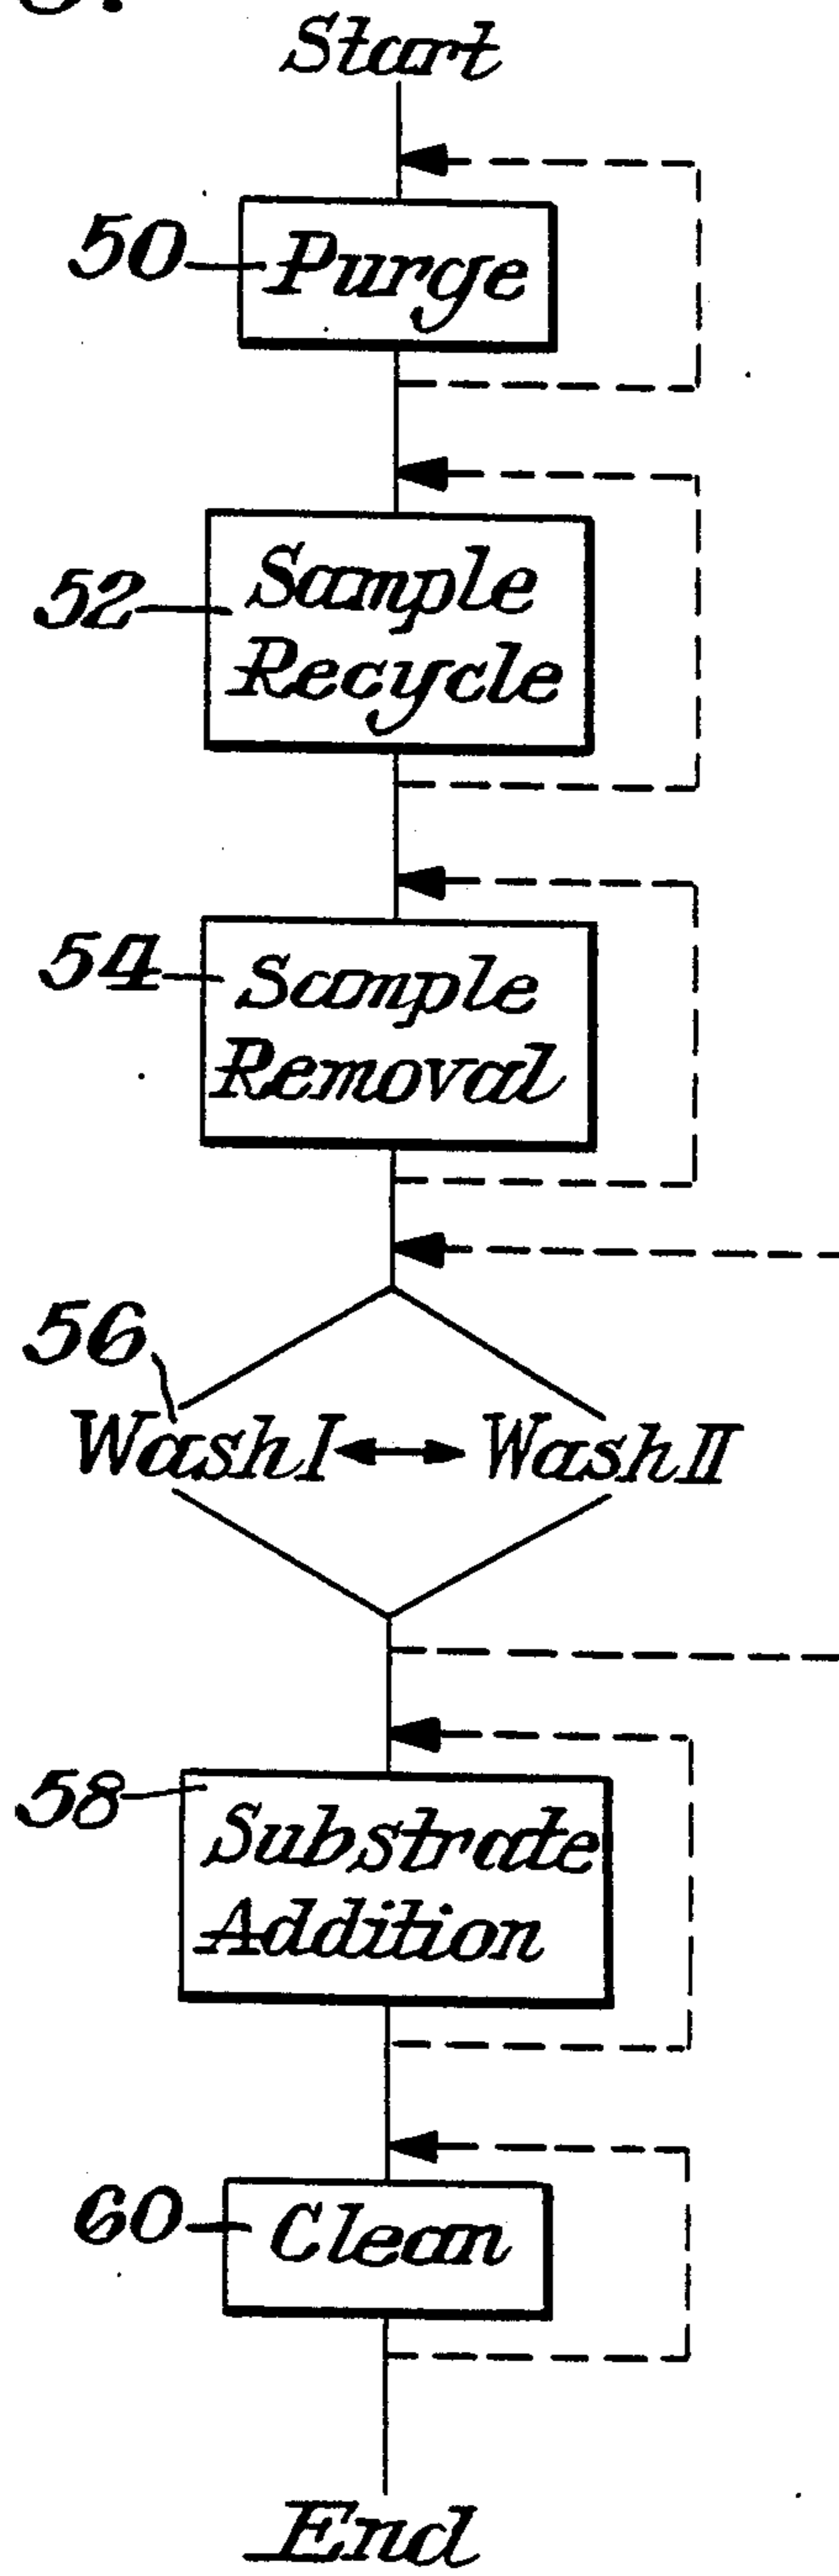 Start
50
Purge
52
Sample
Recycle
54
Sample
Removal
56
Wash I
Wash II
58
Substrate
Addition
60
Clean
End